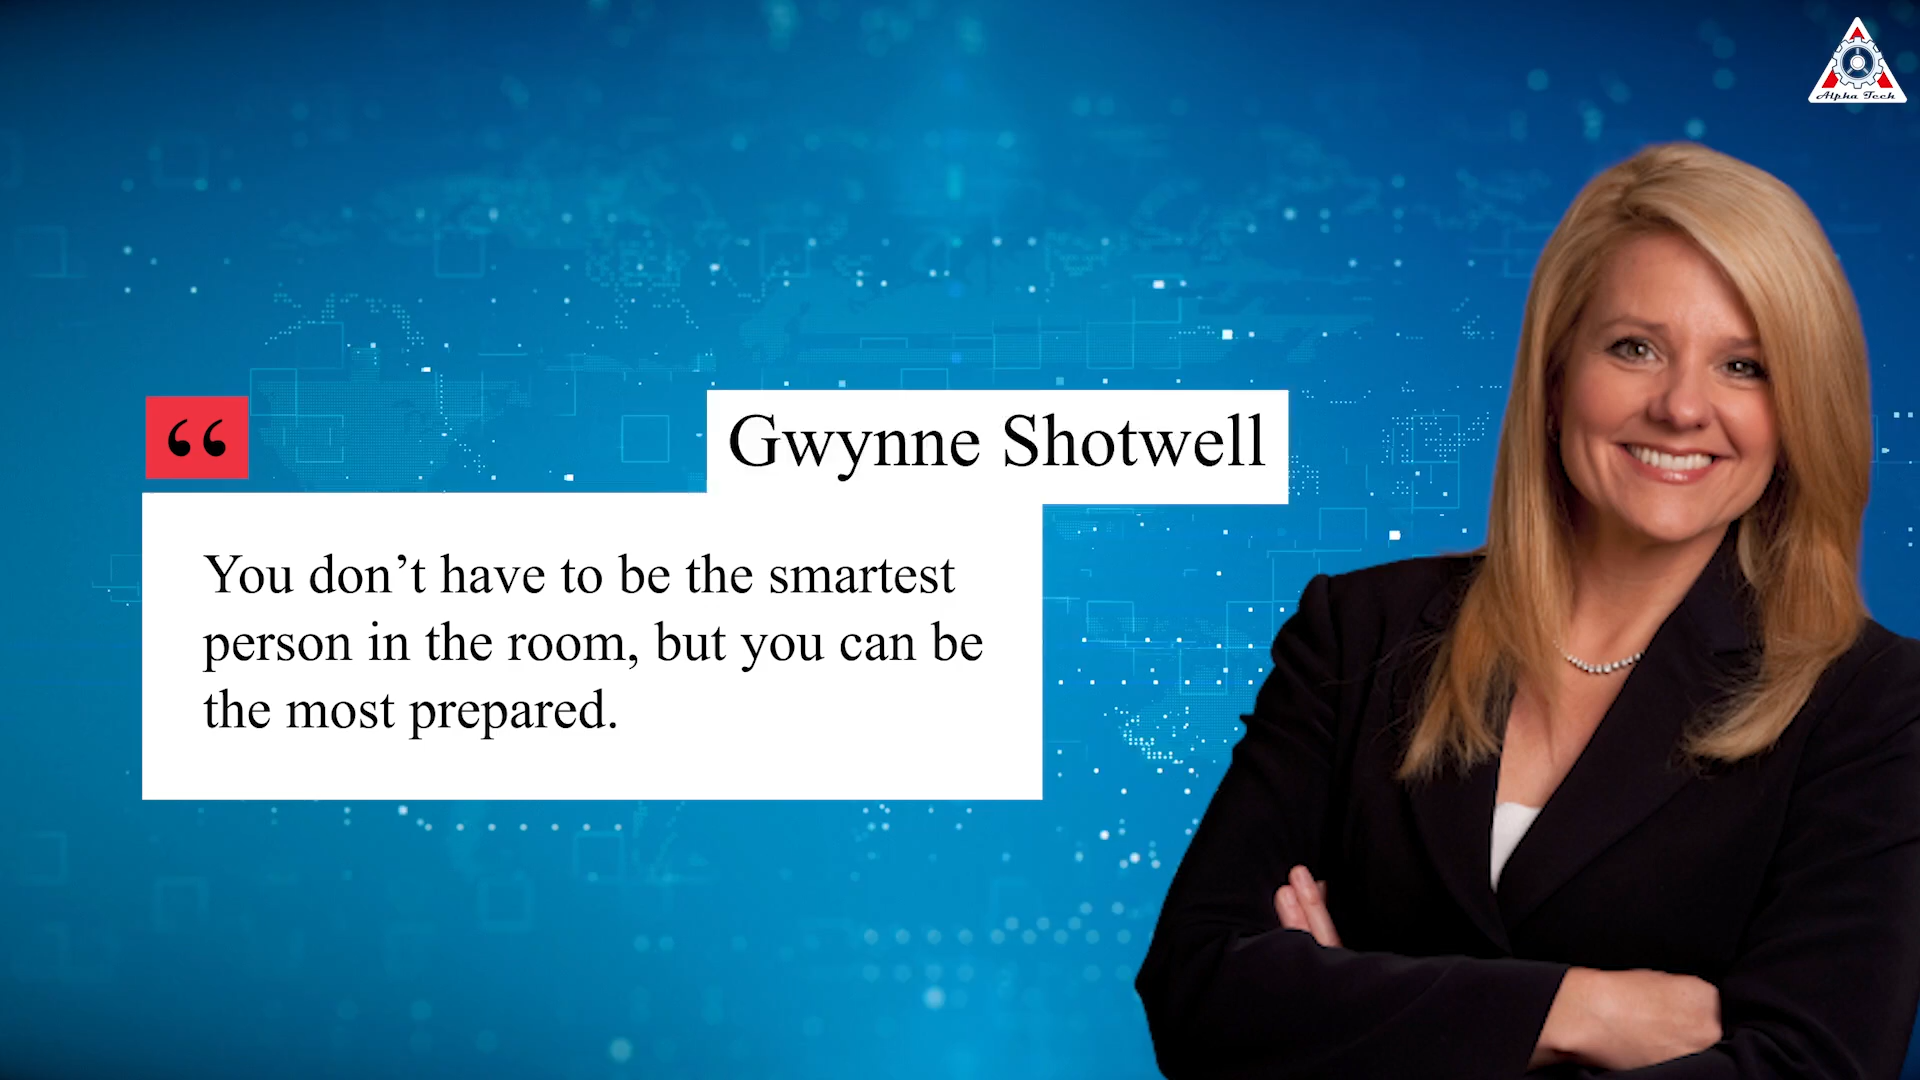 Alpha Tech
“
Gwynne Shotwell
You don’t have to be the smartest
person in the room, but you can be
the most prepared.